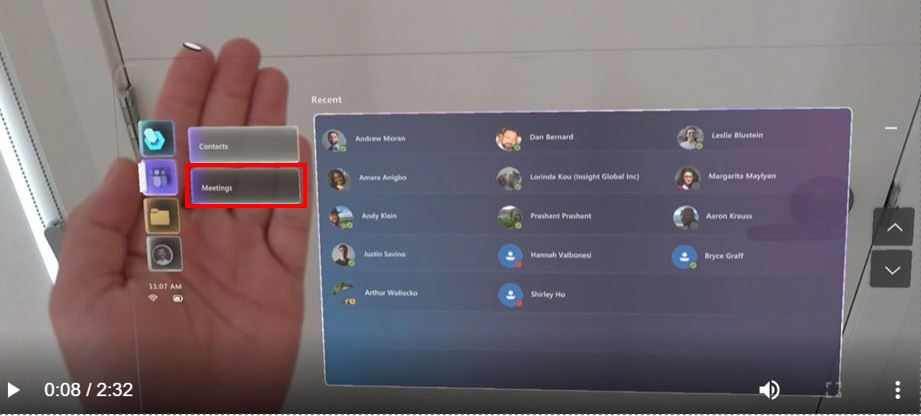 Recent
Contacts
Meetings
Andrew Moran
Dan Bernard
Leslie Blustein
Amara Anigbo
Lorinda Kou (Insight Global Inc)
Margarita Maylyan
Andy Klein
Prashant Prashant
Aaron Krauss
Justin Savino
Hannah Valbonesi
Bryce Graff
Arthur Wollocko
Shirley Ho
11:07 AM
0:08 / 2:32